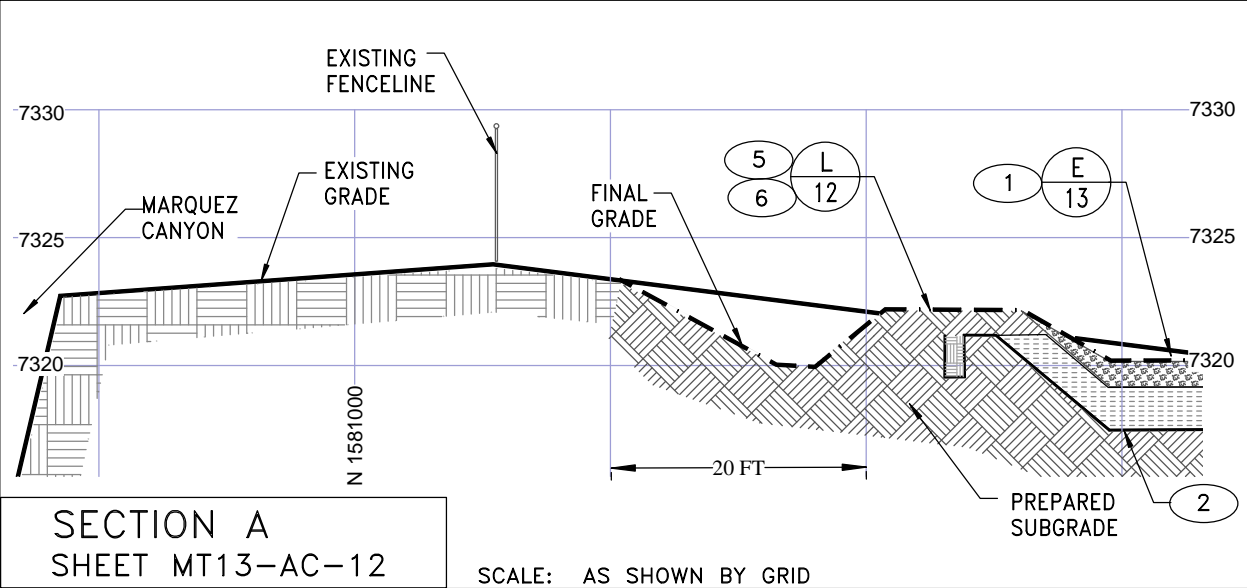 EXISTING
FENCELINE
7330
7330
5
6
L
12
1
E
13
EXISTING
GRADE
FINAL
GRADE
MARQUEZ
CANYON
7325
7325
7320
7320
N 1581000
20 FT
PREPARED
SUBGRADE
2
SECTION A
SHEET MT13-AC-12
SCALE: AS SHOWN BY GRID